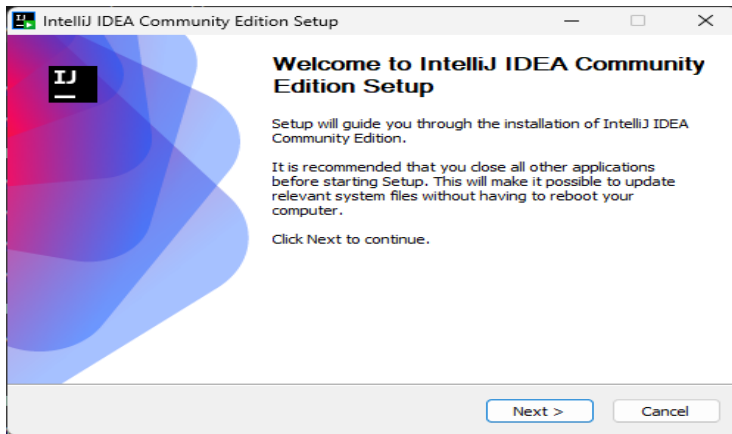 IntelliJ IDEA Community Edition Setup
IJ
Welcome to IntelliJ IDEA Community
Edition Setup
Setup will guide you through the installation of IntelliJ IDEA
Community Edition.
It is recommended that you close all other applications
before starting Setup. This will make it possible to update
relevant system files without having to reboot your
computer.
Click Next to continue.
Next >
Cancel